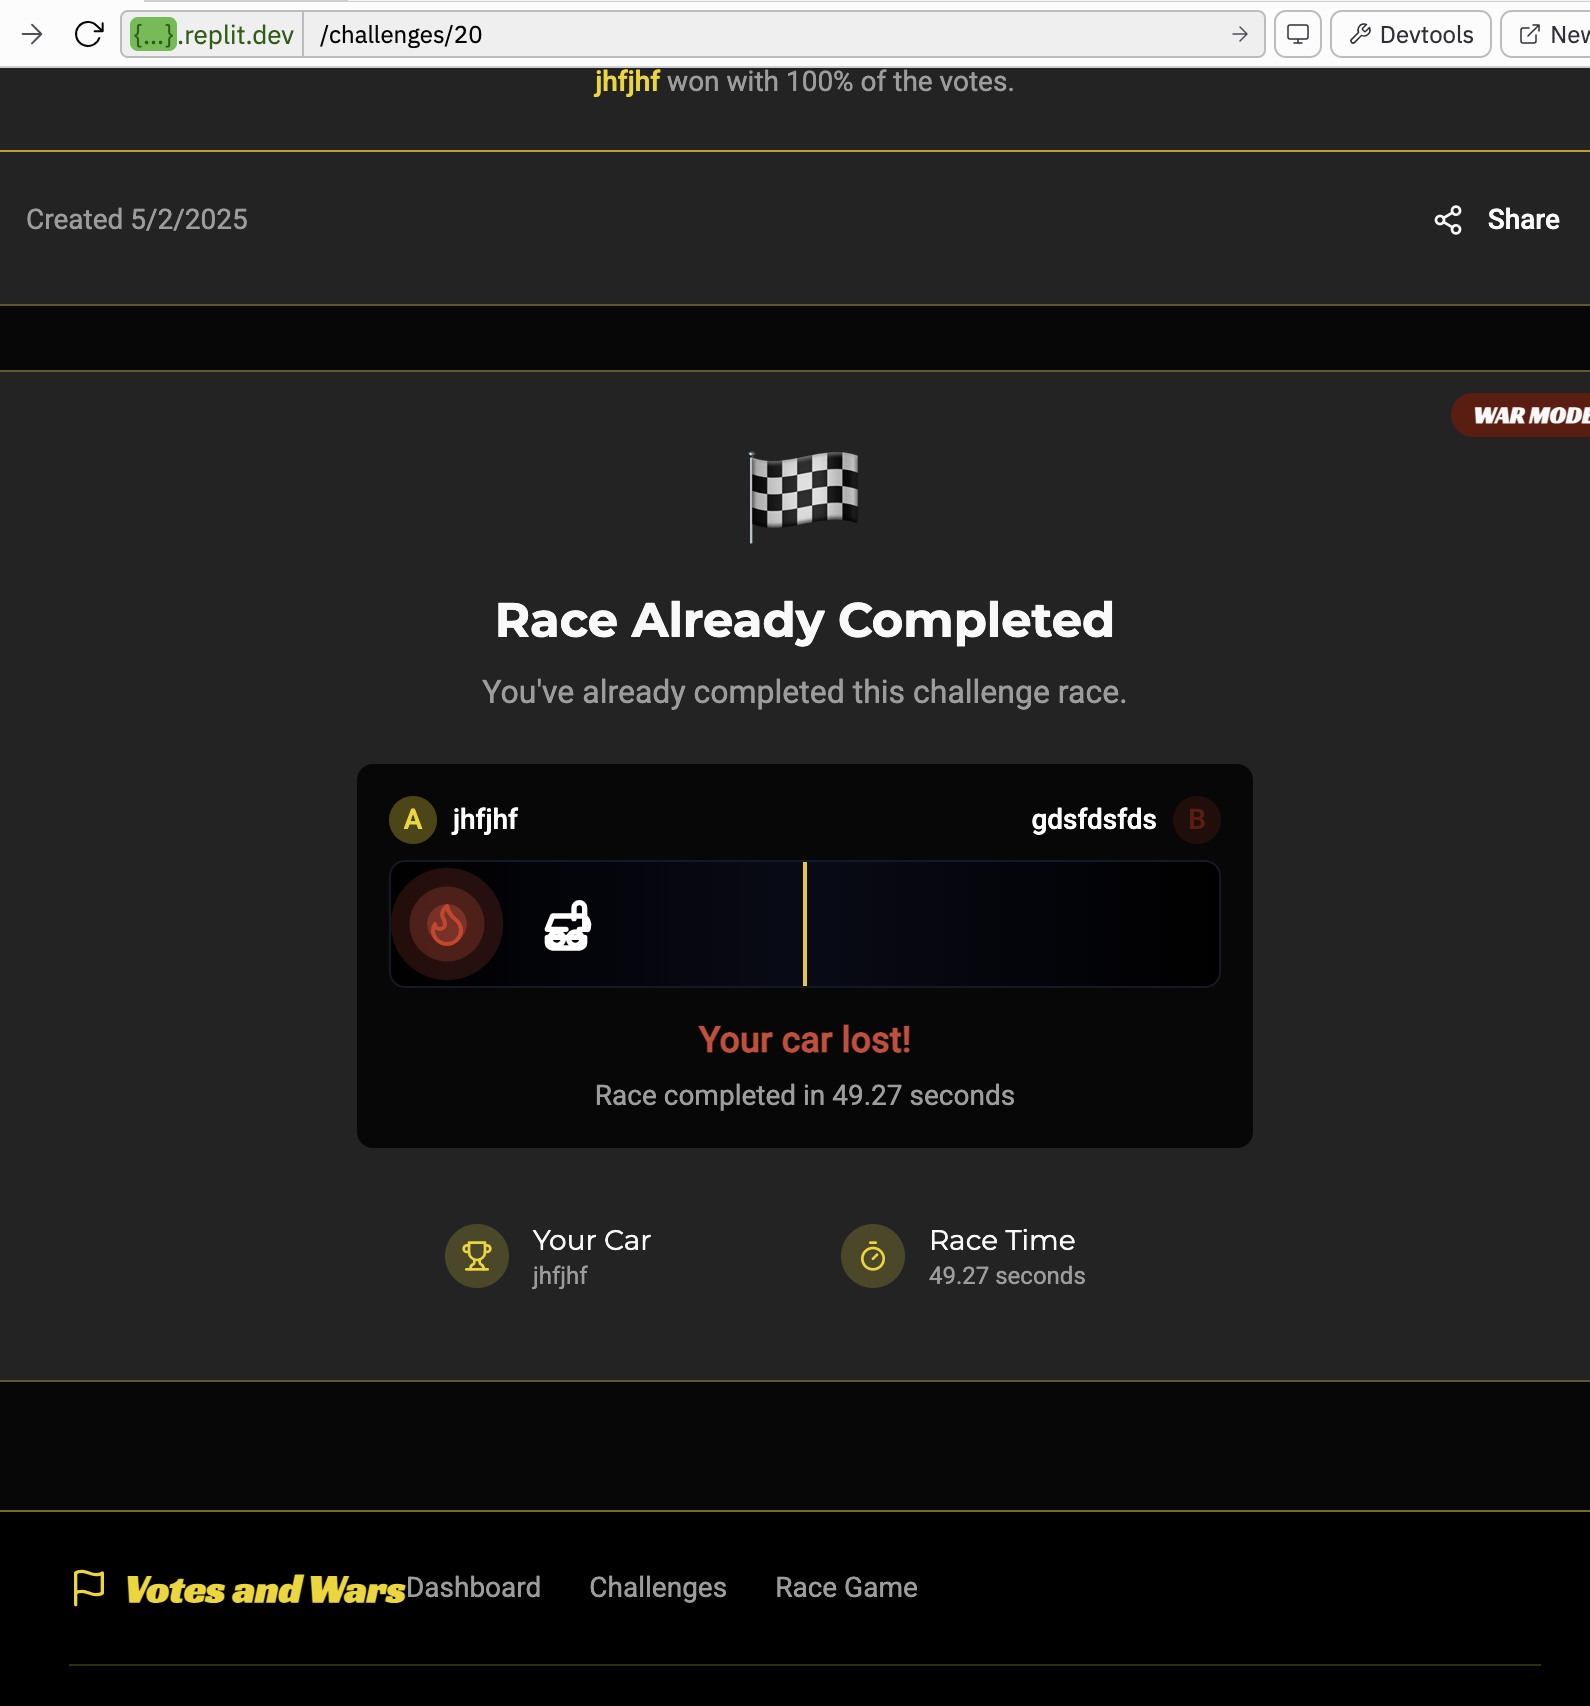 {...}.replit.dev /challenges/20 Devtools
jhfjhf won with 100% of the votes.
Created 5/2/2025
Share
WAR MODE
Race Already Completed
You've already completed this challenge race.
A jhfjhf
gdsfdsfds B
Your car lost!
Race completed in 49.27 seconds
Your Car
jhfjhf
Race Time
49.27 seconds
Votes and Wars
Dashboard
Challenges
Race Game